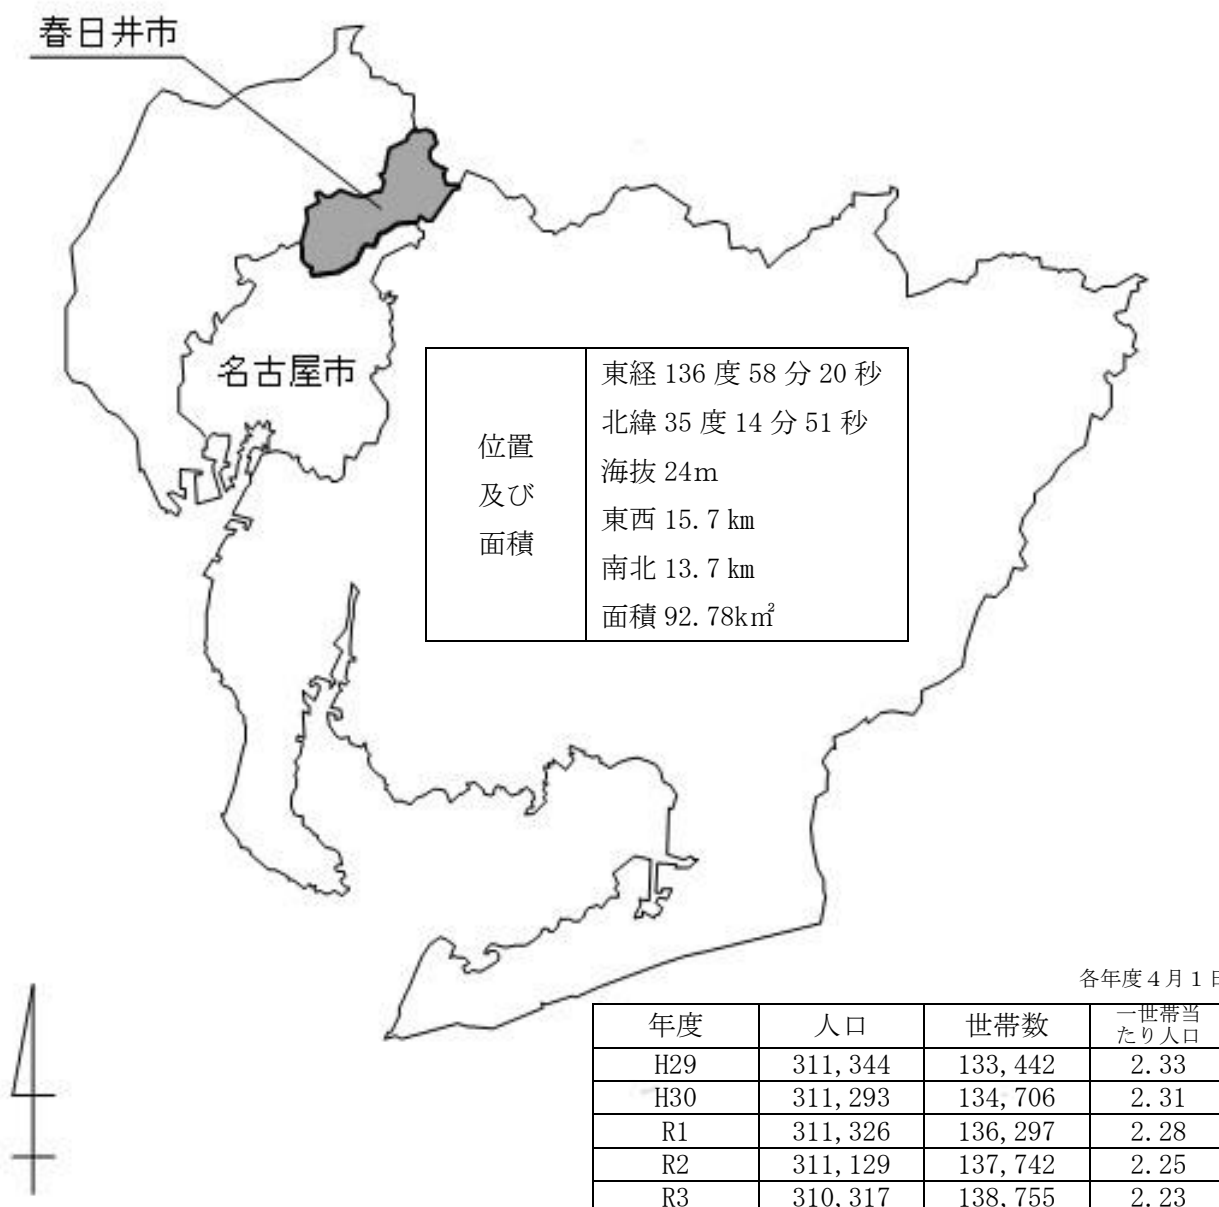 春日井市
名古屋市
位置
及び
面積
東経 136 度 58 分 20 秒
北緯 35 度 14 分 51 秒
海抜 24m
東西 15.7 ㎞
南北 13.7 ㎞
面積 92.78k㎡
各年度４月１日
年度 人口 世帯数 一世帯当
たり人口
H29 311,344 133,442 2.33
H30 311,293 134,706 2.31
R1 311,326 136,297 2.28
R2 311,129 137,742 2.25
R3 310,317 138,755 2.23